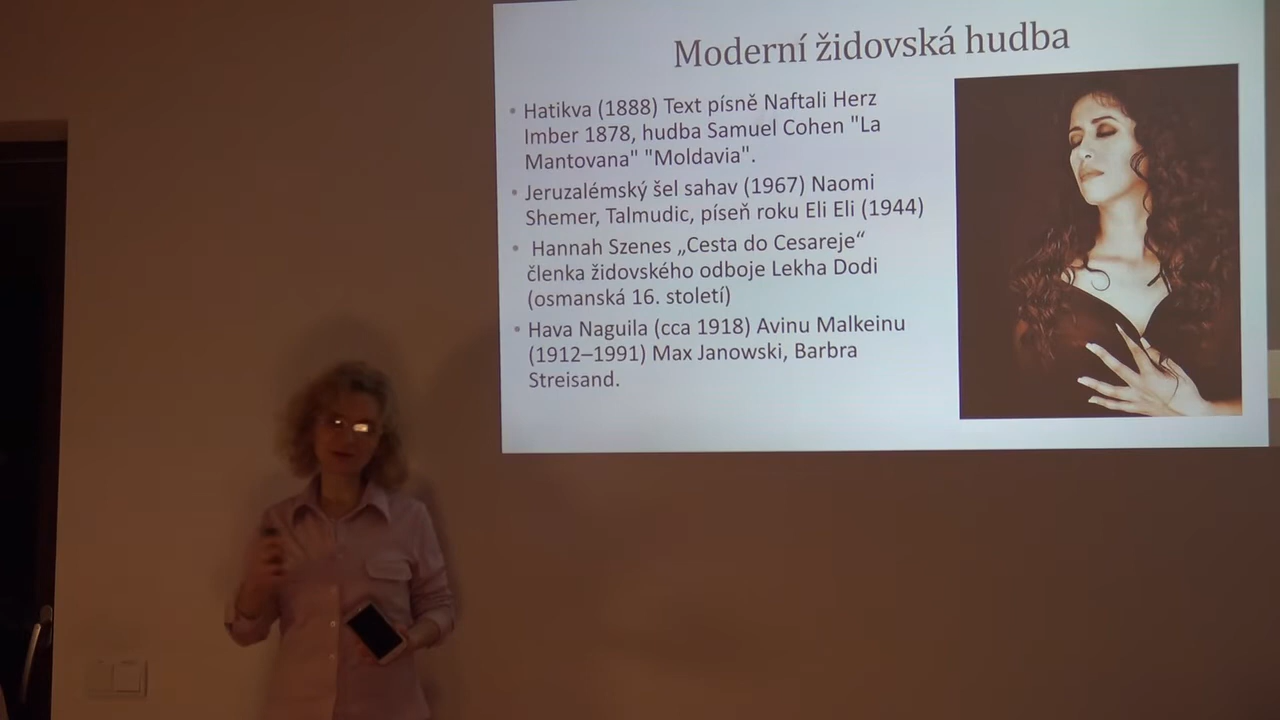 Moderní židovská hudba
• Hatikva (1888) Text písně Naftali Herz
Imber 1878, hudba Samuel Cohen "La
Mantovana" "Moldavia".
• Jeruzalémský šel sahav (1967) Naomi
Shemer, Talmudic, píseň roku Eli Eli (1944)
• Hannah Szenes „Cesta do Cesareje“
členka židovského odboje Lekha Dodi
(osmanská 16. století)
• Hava Naguila (cca 1918) Avinu Malkeinu
(1912–1991) Max Janowski, Barbra
Streisand.